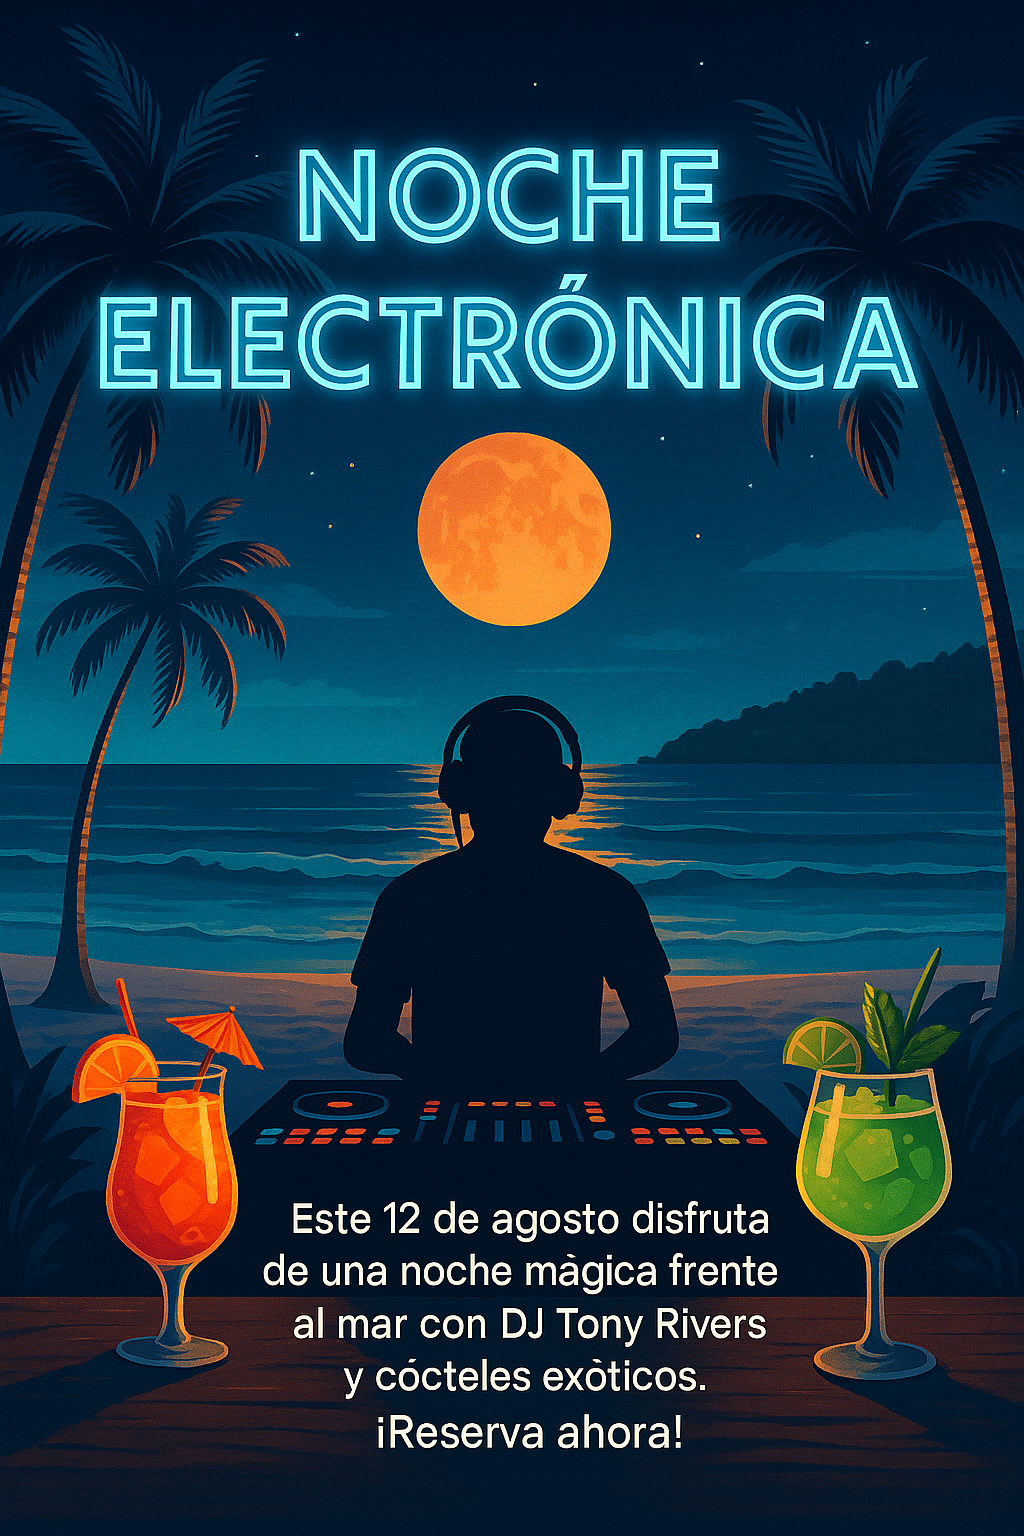 NOCHE
ELECTRŐNICA
Este 12 de agosto disfruta
de una noche màgica frente
al mar con DJ Tony Rivers
y cócteles exòticos.
¡Reserva ahora!